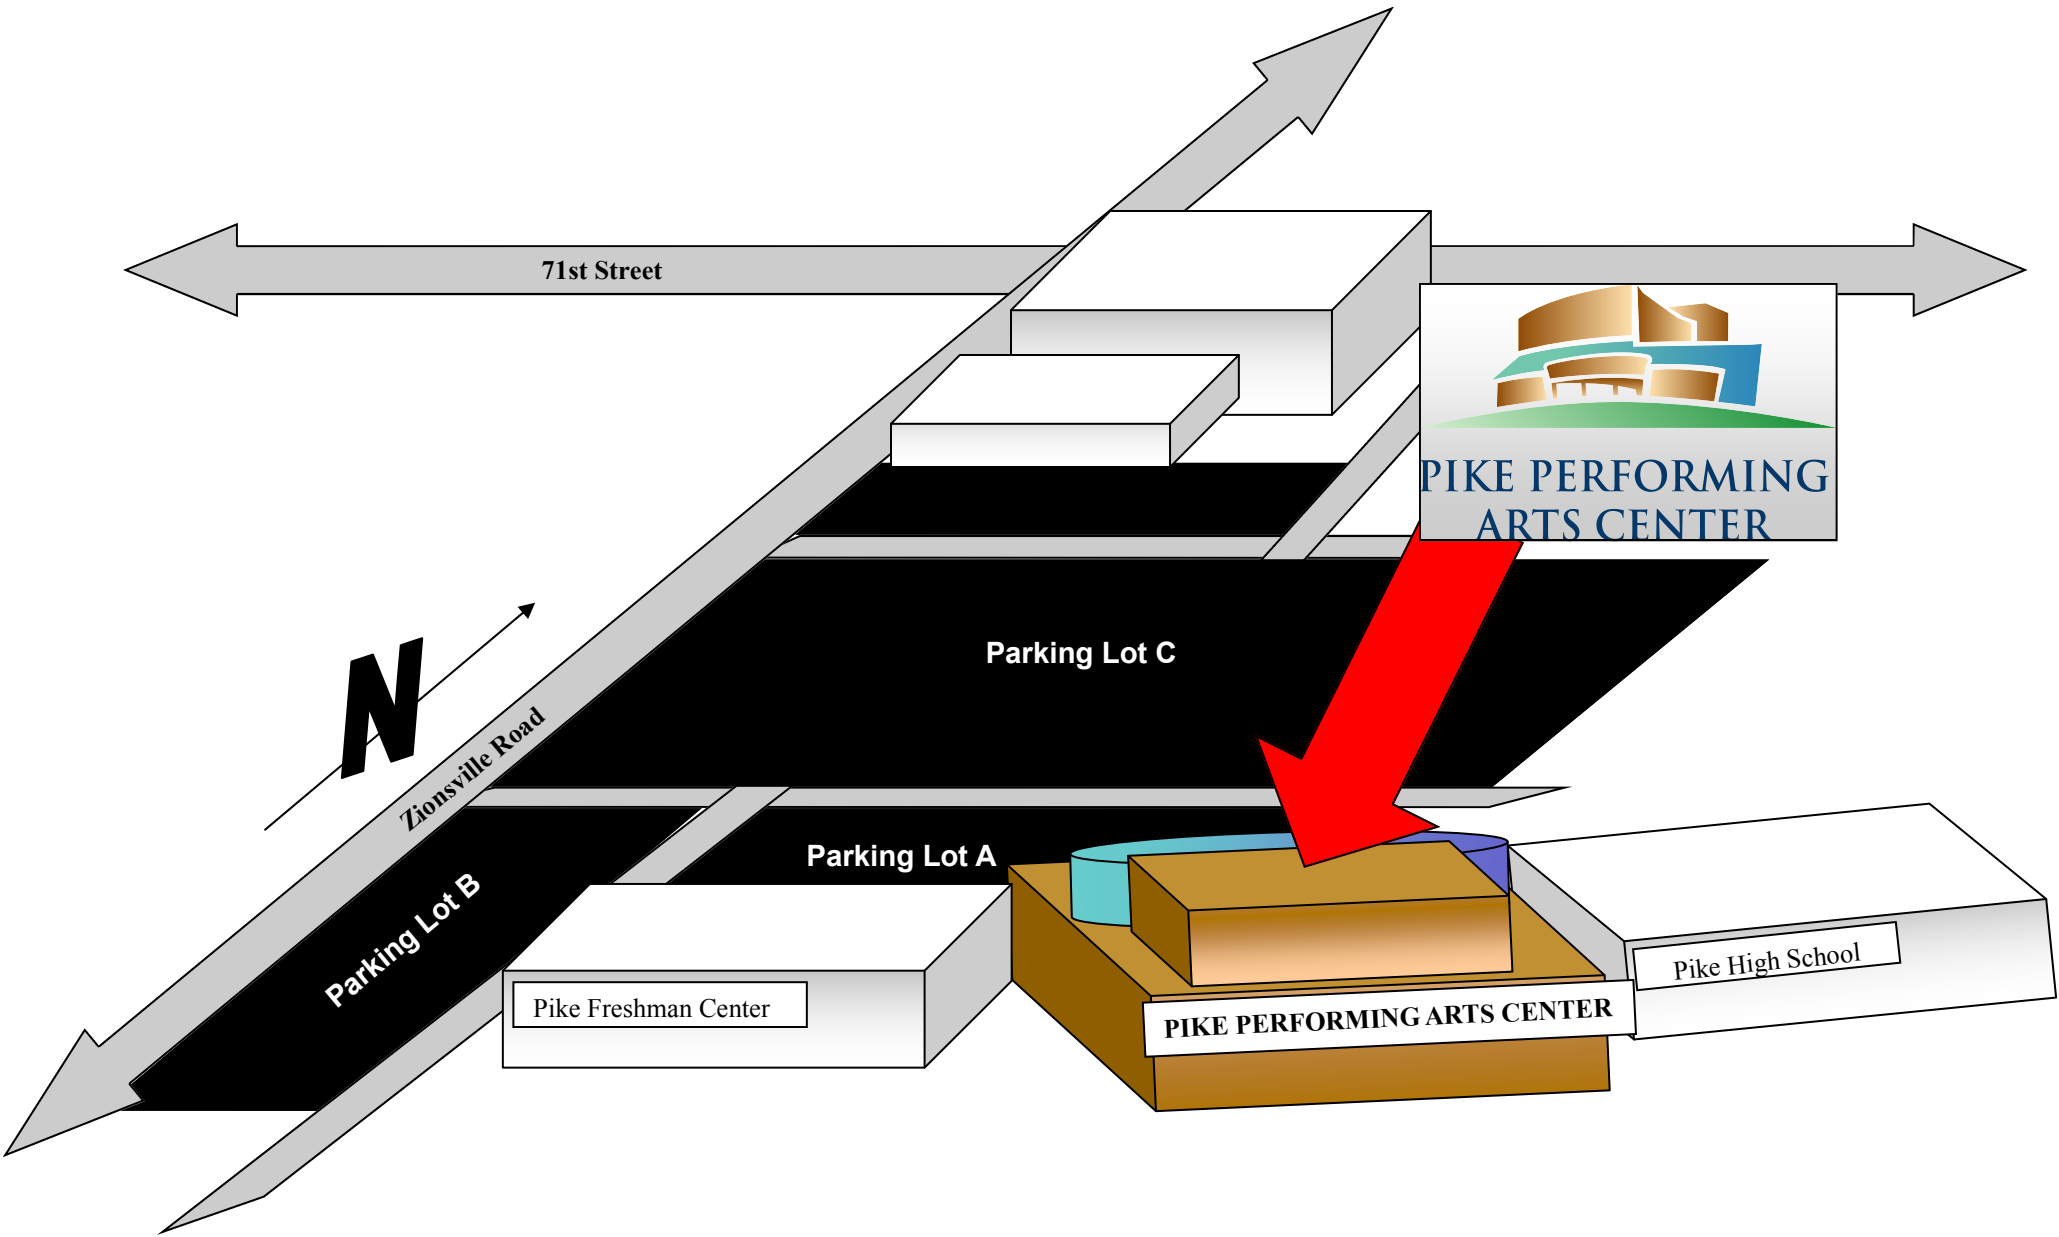 71st Street
PIKE PERFORMING
ARTS CENTER
Parking Lot C
N
Zionsville Road
Parking Lot A
Parking Lot B
Pike High School
Pike Freshman Center
PIKE PERFORMING ARTS CENTER